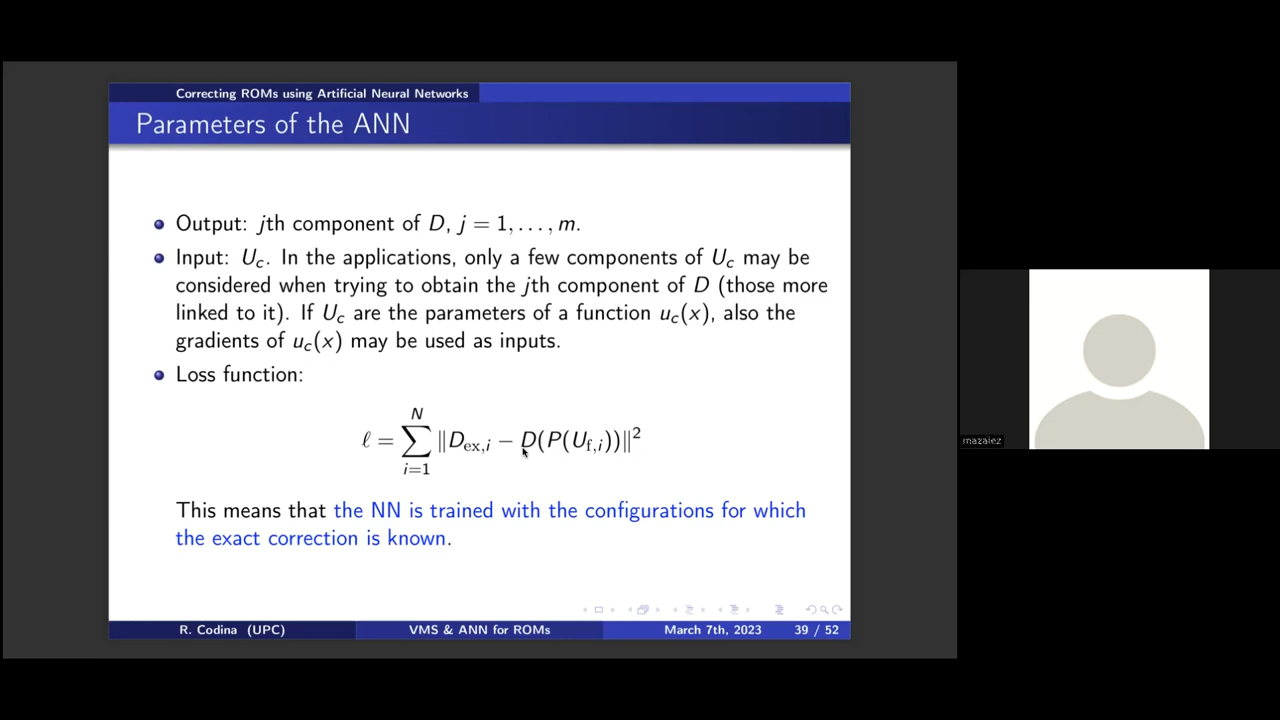 Correcting ROMs using Artificial Neural Networks
Parameters of the ANN
Output: jth component of D, j = 1, . . . , m.
Input: U_c. In the applications, only a few components of U_c may be
considered when trying to obtain the jth component of D (those more
linked to it). If U_c are the parameters of a function u_c(x), also the
gradients of u_c(x) may be used as inputs.
Loss function:
ℓ = ∑_{i=1}^{N} ‖D_{ex,i} − D(P(U_{f,i}))‖²
This means that the NN is trained with the configurations for which
the exact correction is known.
R. Codina (UPC) VMS & ANN for ROMs March 7th, 2023 39 / 52
mazaiez